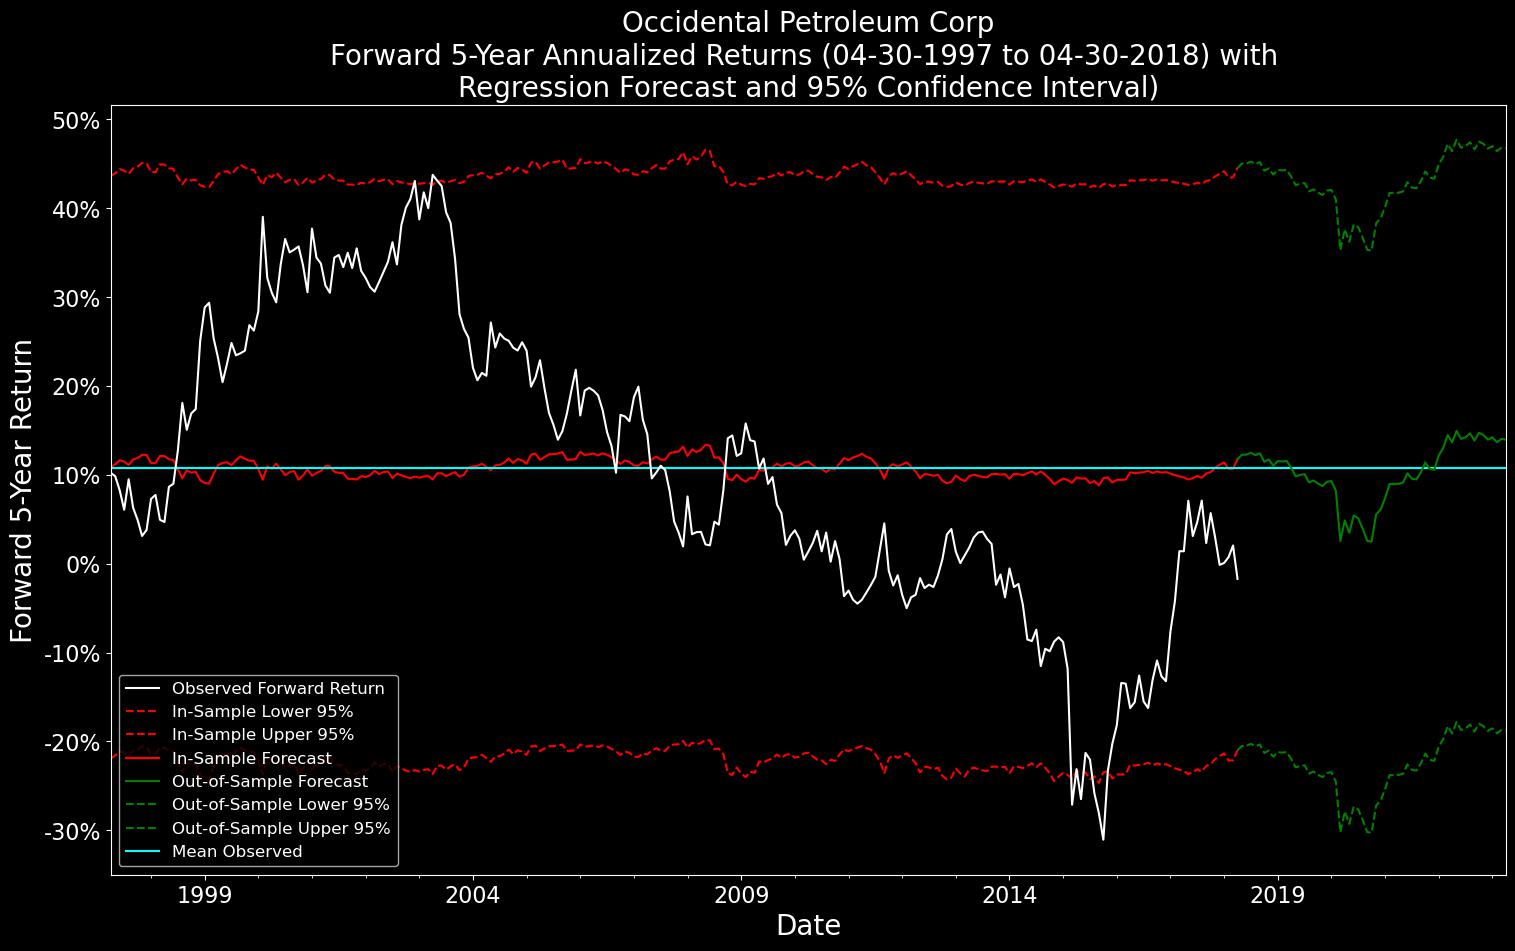 Occidental Petroleum Corp
Forward 5-Year Annualized Returns (04-30-1997 to 04-30-2018) with
Regression Forecast and 95% Confidence Interval)
50%
40%
30%
20%
10%
0%
-10%
-20%
-30%
Forward 5-Year Return
Observed Forward Return
In-Sample Lower 95%
In-Sample Upper 95%
In-Sample Forecast
Out-of-Sample Forecast
Out-of-Sample Lower 95%
Out-of-Sample Upper 95%
Mean Observed
1999 2004 2009 2014 2019
Date